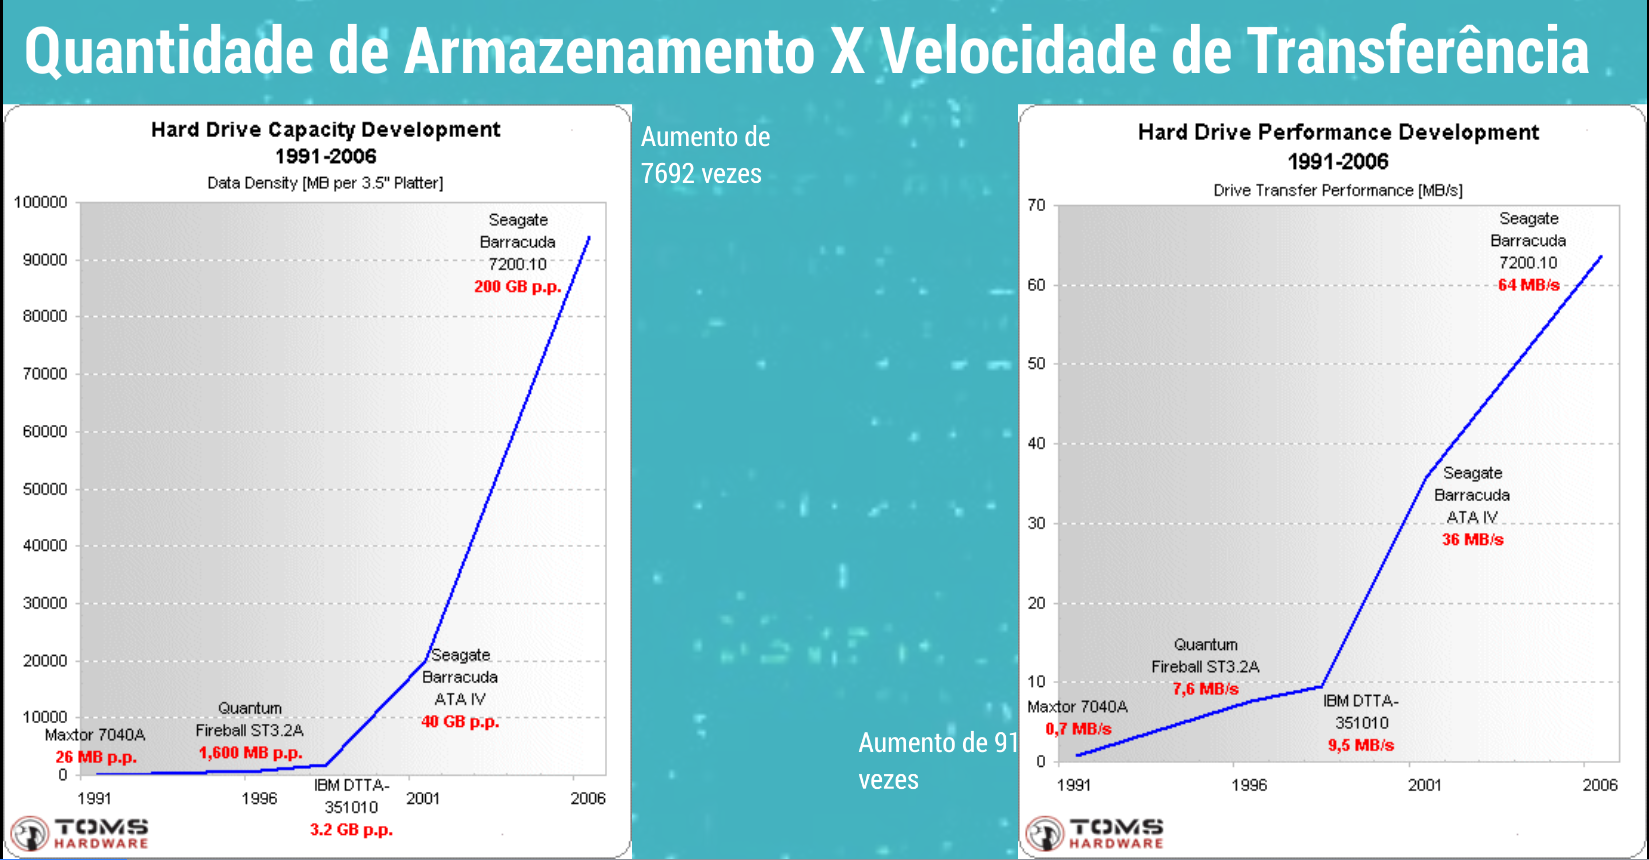 Quantidade de Armazenamento X Velocidade de Transferência
Hard Drive Capacity Development
1991-2006
Data Density [MB per 3.5" Platter]
100000
90000
80000
70000
60000
50000
40000
30000
20000
10000
0
Seagate
Barracuda
7200.10
200 GB p.p.
Seagate
Barracuda
ATA IV
40 GB p.p.
Quantum
Fireball ST3.2A
1,600 MB p.p.
Maxtor 7040A
26 MB p.p.
IBM DTTA-
351010
3.2 GB p.p.
1991
1996
2001
2006
TOMS
HARDWARE
Aumento de
7692 vezes
Aumento de 91
vezes
Hard Drive Performance Development
1991-2006
Drive Transfer Performance [MB/s]
70
60
50
40
30
20
10
0
Seagate
Barracuda
7200.10
64 MB/s
Seagate
Barracuda
ATA IV
36 MB/s
Quantum
Fireball ST3.2A
7,6 MB/s
Maxtor 7040A
0,7 MB/s
IBM DTTA-
351010
9,5 MB/s
1991
1996
2001
2006
TOMS
HARDWARE